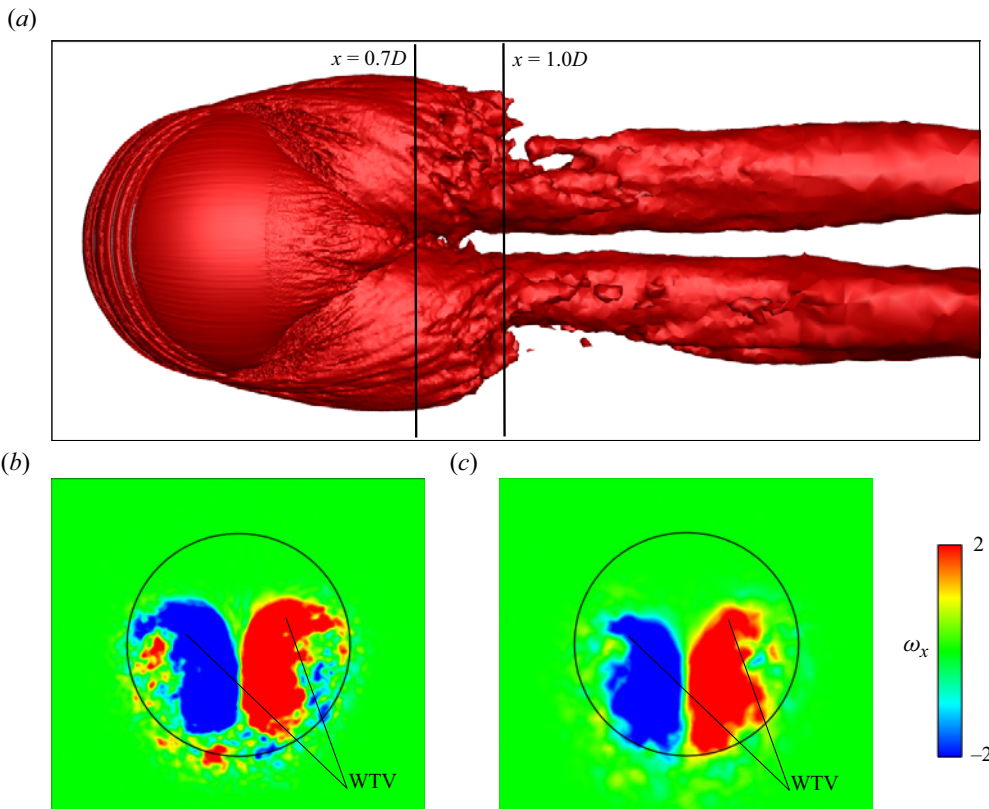 (a)
x = 0.7D
x = 1.0D
(b)
(c)
2
ω_x
–2
WTV
WTV